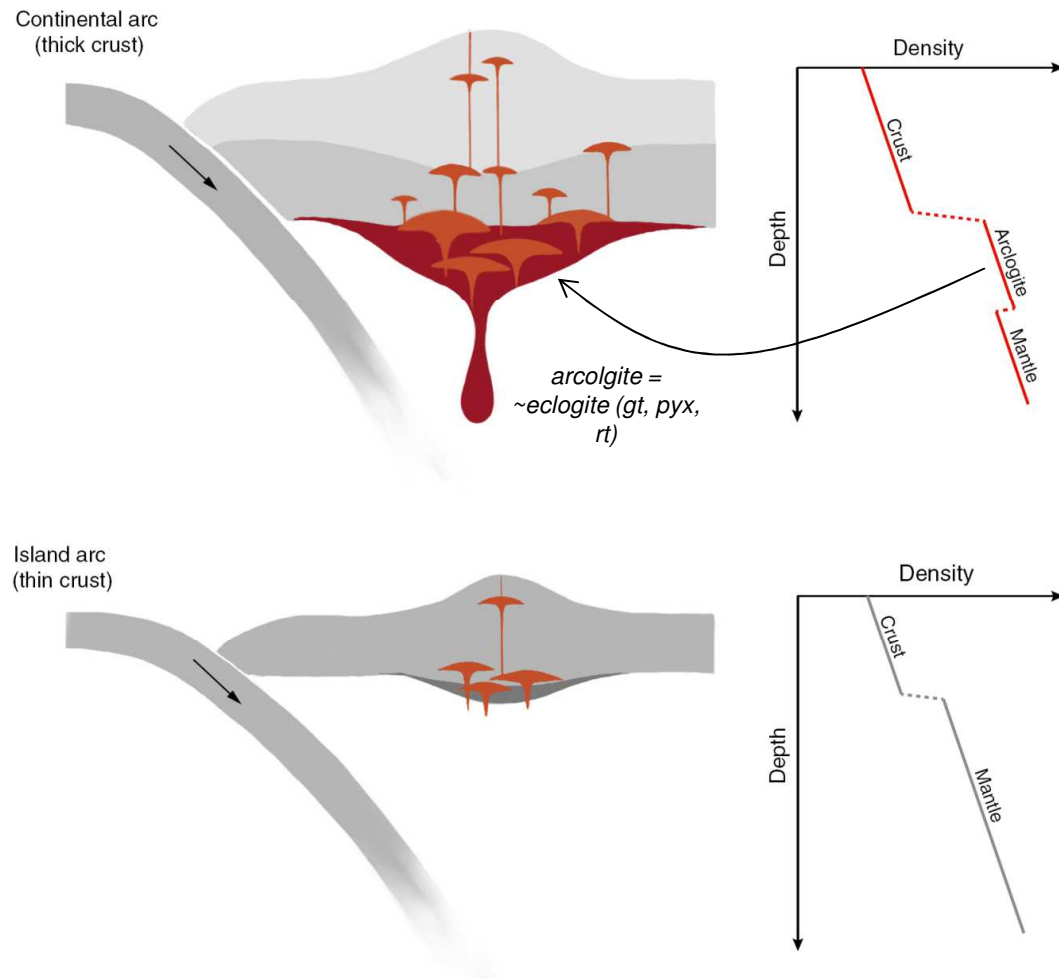 Continental arc
(thick crust)
Density
Depth
Crust
Arclogite
Mantle
arcolgite =
~eclogite (gt, pyx,
rt)
Island arc
(thin crust)
Density
Depth
Crust
Mantle